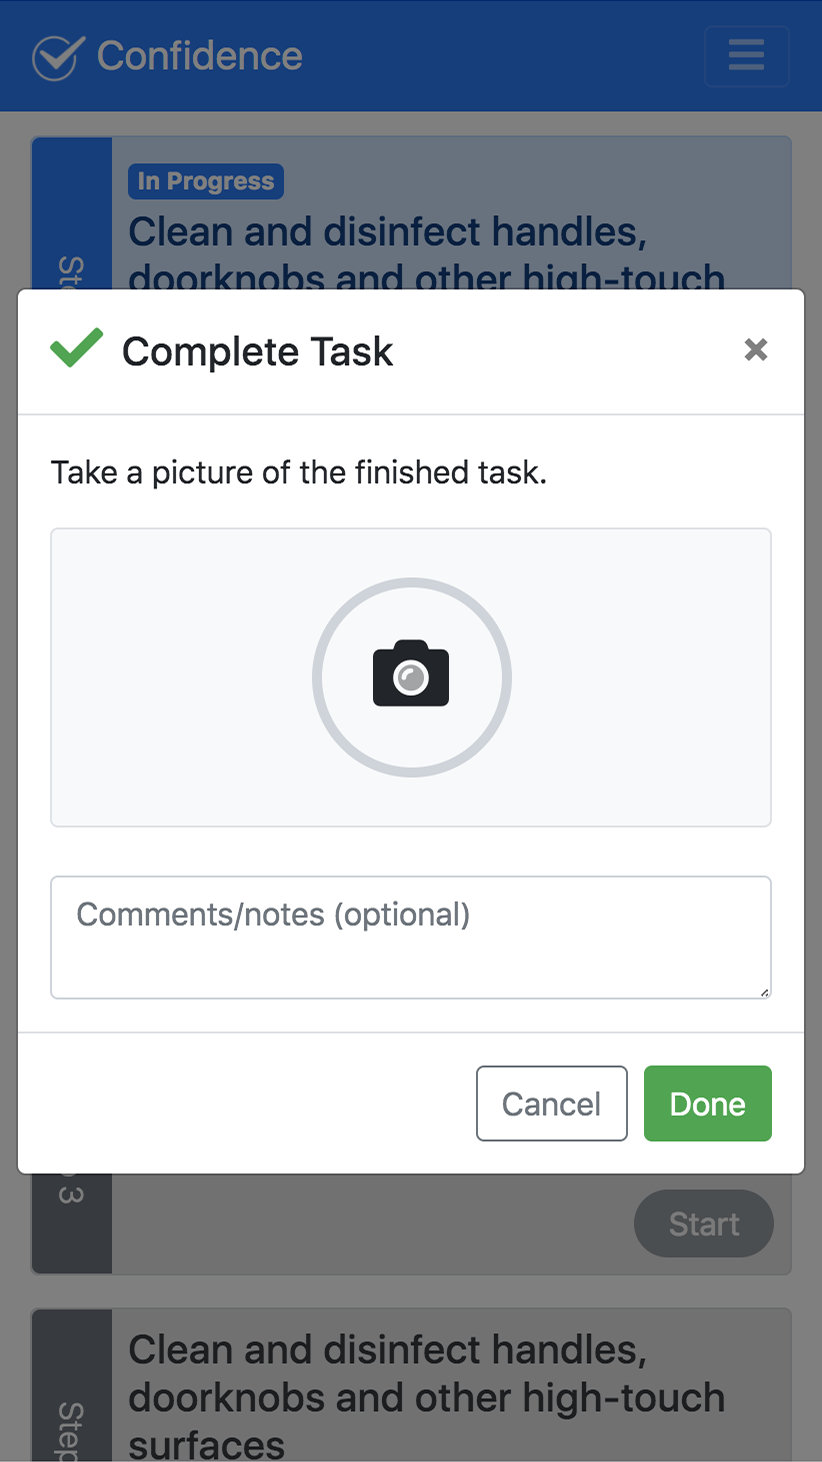 Confidence
In Progress
Clean and disinfect handles,
doorknobs and other high-touch
Complete Task
Take a picture of the finished task.
Comments/notes (optional)
Cancel
Done
3
Start
Clean and disinfect handles,
doorknobs and other high-touch
surfaces
Step